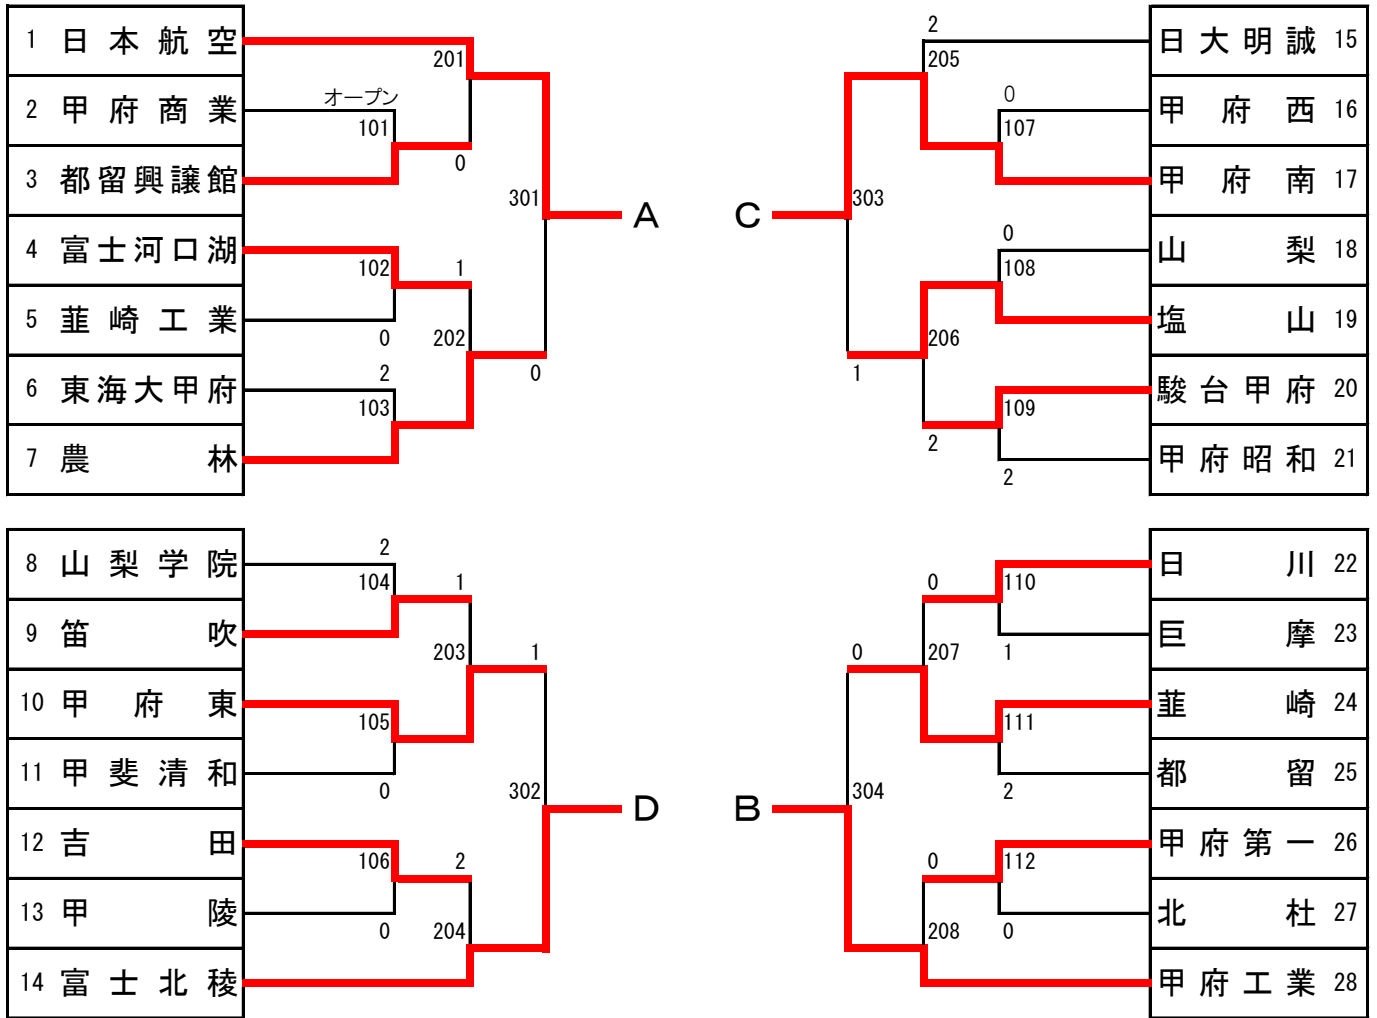 1 日本航空
2 甲府商業
3 都留興譲館
4 富士河口湖
5 韮崎工業
6 東海大甲府
7 農林
オープン
101
201
0
102
1
0
202
2
103
301
0
A
日大明誠 15
甲府西 16
甲府南 17
山梨 18
塩山 19
駿台甲府 20
甲府昭和 21
2
205
0
107
303
C
0
108
206
1
109
2
2
8 山梨学院
9 笛吹
10 甲府東
11 甲斐清和
12 吉田
13 甲陵
14 富士北稜
2
104
1
203
1
105
0
302
D
106
2
0
204
日川 22
巨摩 23
韮崎 24
都留 25
甲府第一 26
北杜 27
甲府工業 28
0
110
0
207
1
111
304
2
B
0
112
208
0